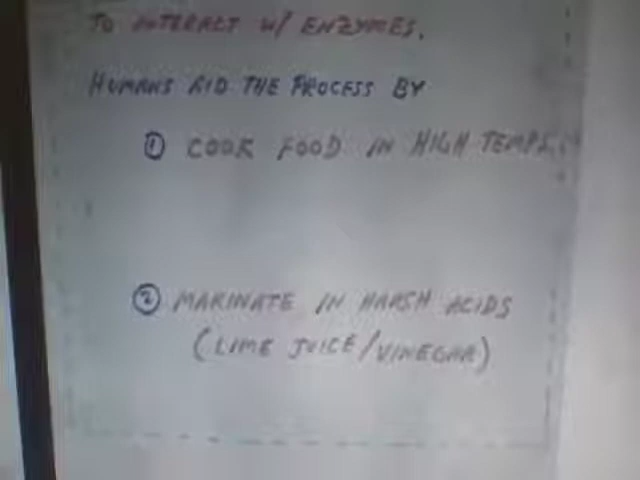 TO INTERACT W/ ENZYMES.
HUMANS AID THE PROCESS BY
① COOK FOOD IN HIGH TEMPS.
② MARINATE IN HARSH ACIDS
(LIME JUICE/VINEGAR)